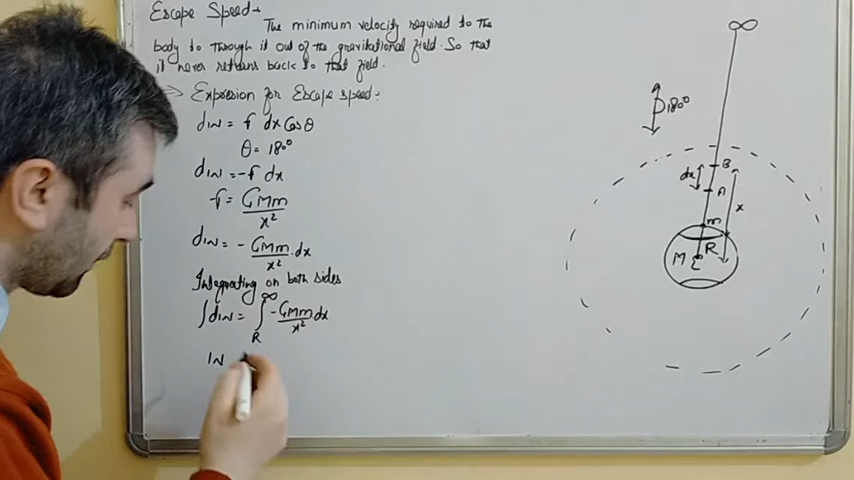 Escape Speed:-
The minimum velocity required to the
body to through it out of the gravitational field. So that
it never returns back to that field.
⇒ Expression for Escape speed:-
dw = F dx Cosθ
θ = 180°
dw = -F dx
F = GMm/x²
dw = - GMm/x² . dx
Integrating on both sides
∫dw = ∫_R^∞ -GMm/x² dx
W
∞
180°
B
dx
A
x
m
R
M